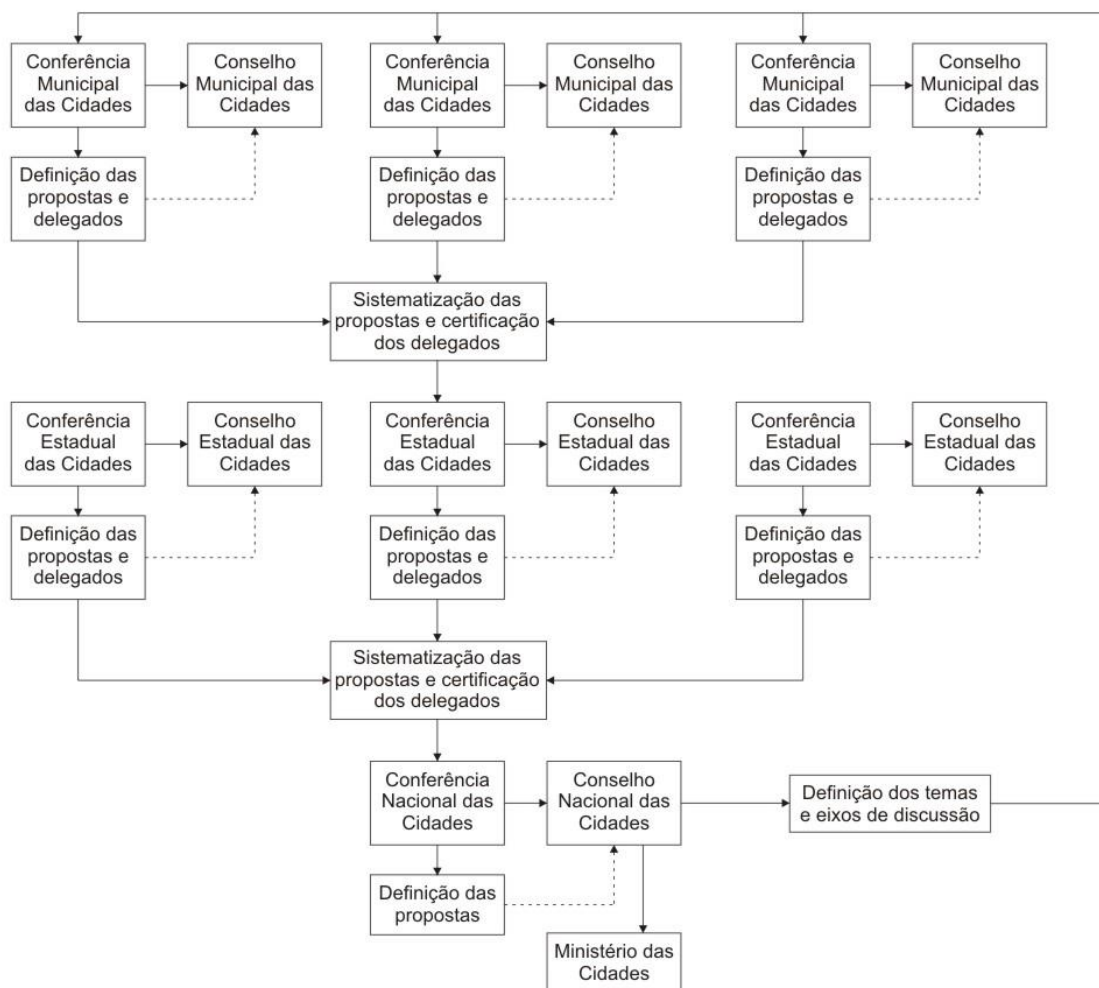 Conferência
Municipal
das Cidades
Conselho
Municipal das
Cidades
Conferência
Municipal
das Cidades
Conselho
Municipal das
Cidades
Conferência
Municipal
das Cidades
Conselho
Municipal das
Cidades
Definição das
propostas e
delegados
Definição das
propostas e
delegados
Definição das
propostas e
delegados
Sistematização das
propostas e certificação
dos delegados
Conferência
Estadual
das Cidades
Conselho
Estadual das
Cidades
Conferência
Estadual
das Cidades
Conselho
Estadual das
Cidades
Conferência
Estadual
das Cidades
Conselho
Estadual das
Cidades
Definição das
propostas e
delegados
Definição das
propostas e
delegados
Definição das
propostas e
delegados
Sistematização das
propostas e certificação
dos delegados
Conferência
Nacional das
Cidades
Conselho
Nacional das
Cidades
Definição dos temas
e eixos de discussão
Definição das
propostas
Ministério das
Cidades